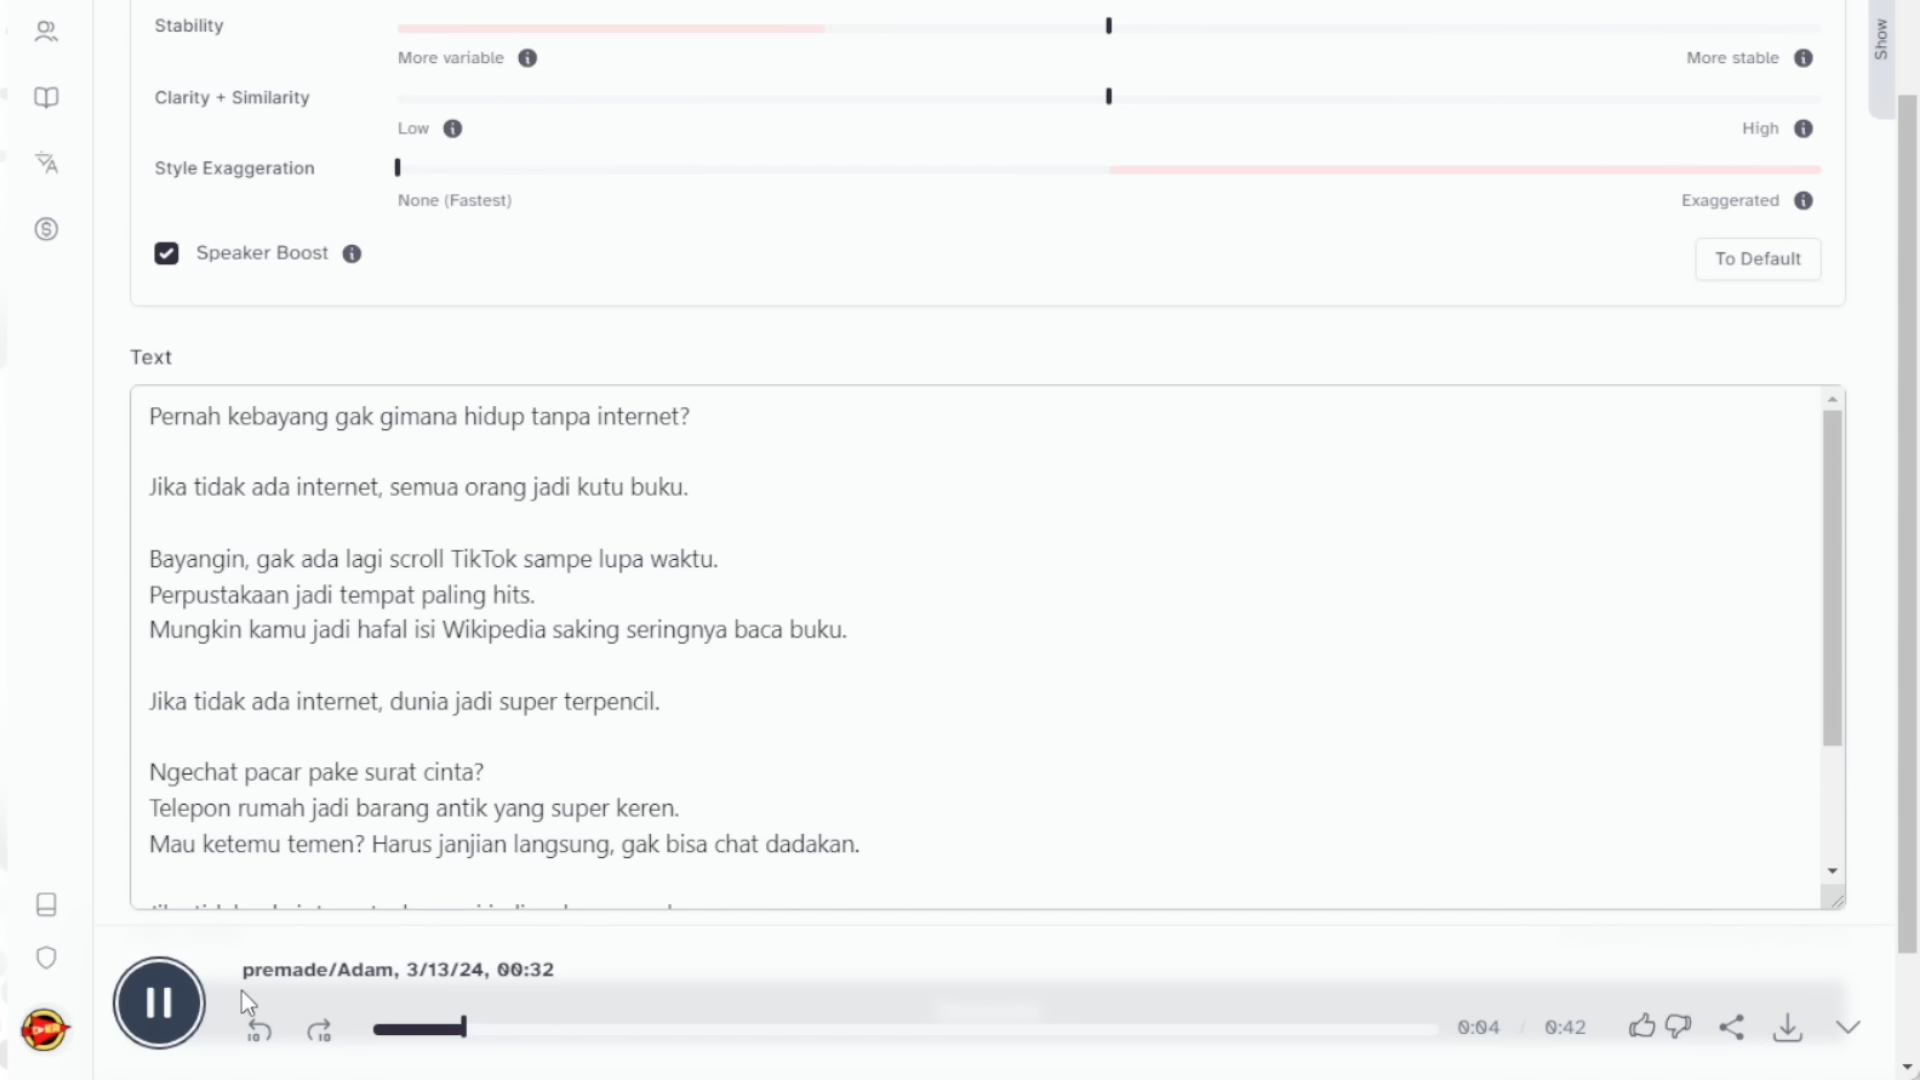 Stability
More variable
More stable
Show
Clarity + Similarity
Low
High
Style Exaggeration
None (Fastest)
Exaggerated
Speaker Boost
To Default
Text
Pernah kebayang gak gimana hidup tanpa internet?
Jika tidak ada internet, semua orang jadi kutu buku.
Bayangin, gak ada lagi scroll TikTok sampe lupa waktu.
Perpustakaan jadi tempat paling hits.
Mungkin kamu jadi hafal isi Wikipedia saking seringnya baca buku.
Jika tidak ada internet, dunia jadi super terpencil.
Ngechat pacar pake surat cinta?
Telepon rumah jadi barang antik yang super keren.
Mau ketemu temen? Harus janjian langsung, gak bisa chat dadakan.
premade/Adam, 3/13/24, 00:32
10
10
0:04 / 0:42